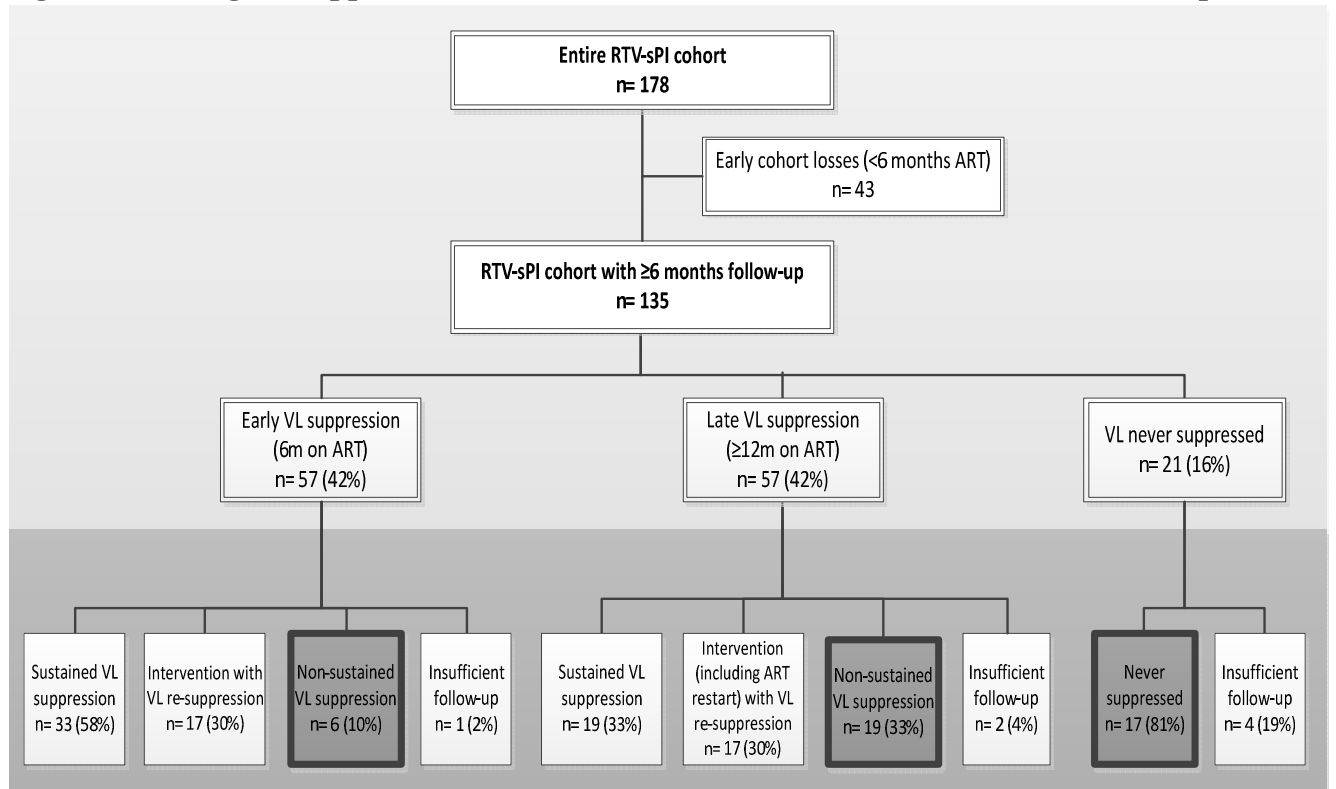 Entire RTV-sPI cohort
n= 178
Early cohort losses (<6 months ART)
n= 43
RTV-sPI cohort with ≥6 months follow-up
n= 135
Early VL suppression
(6m on ART)
n= 57 (42%)
Late VL suppression
(≥12m on ART)
n= 57 (42%)
VL never suppressed
n= 21 (16%)
Sustained VL
suppression
n= 33 (58%)
Intervention with
VL re-suppression
n= 17 (30%)
Non-sustained
VL suppression
n= 6 (10%)
Insufficient
follow-up
n= 1 (2%)
Sustained VL
suppression
n= 19 (33%)
Intervention
(including ART
restart) with VL
re-suppression
n= 17 (30%)
Non-sustained
VL suppression
n= 19 (33%)
Insufficient
follow-up
n= 2 (4%)
Never
suppressed
n= 17 (81%)
Insufficient
follow-up
n= 4 (19%)